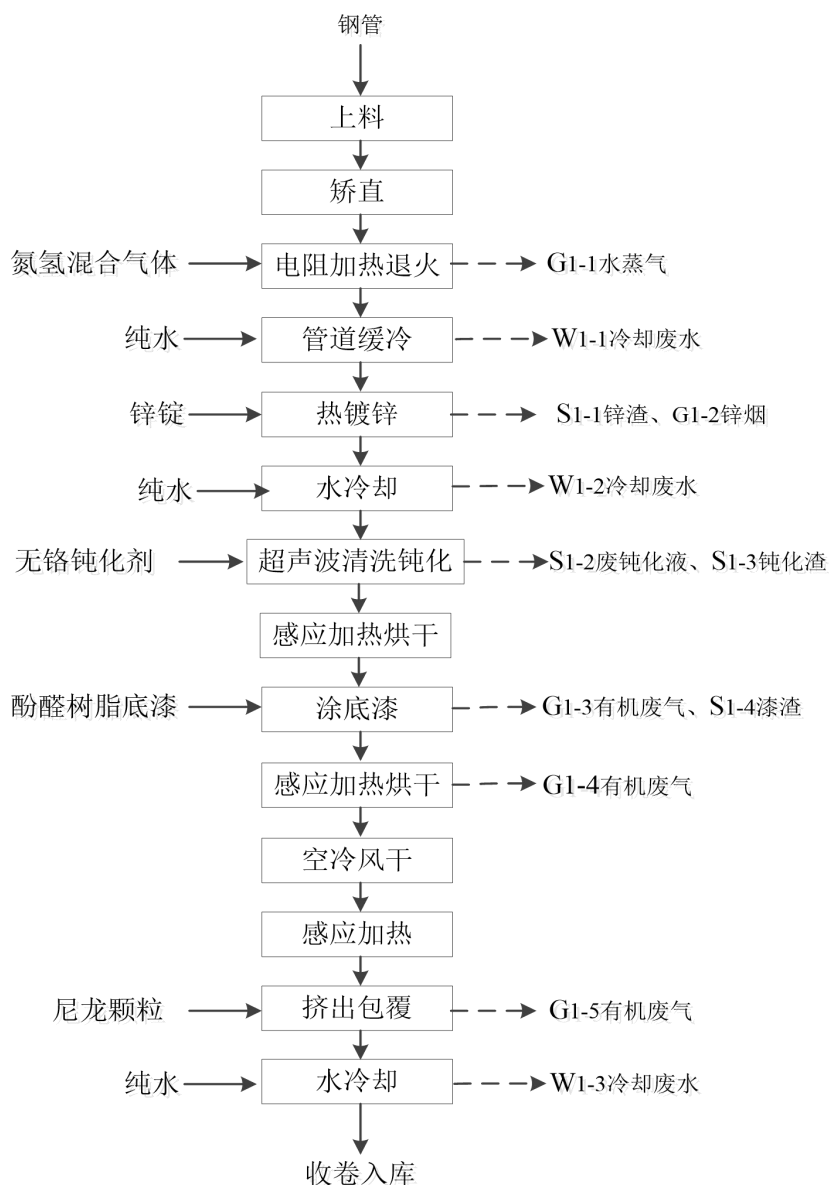 钢管
上料
矫直
氮氢混合气体 电阻加热退火 G1-1水蒸气
纯水 管道缓冷 W1-1冷却废水
锌锭 热镀锌 S1-1锌渣、G1-2锌烟
纯水 水冷却 W1-2冷却废水
无铬钝化剂 超声波清洗钝化 S1-2废钝化液、S1-3钝化渣
感应加热烘干
酚醛树脂底漆 涂底漆 G1-3有机废气、S1-4漆渣
感应加热烘干 G1-4有机废气
空冷风干
感应加热
尼龙颗粒 挤出包覆 G1-5有机废气
纯水 水冷却 W1-3冷却废水
收卷入库